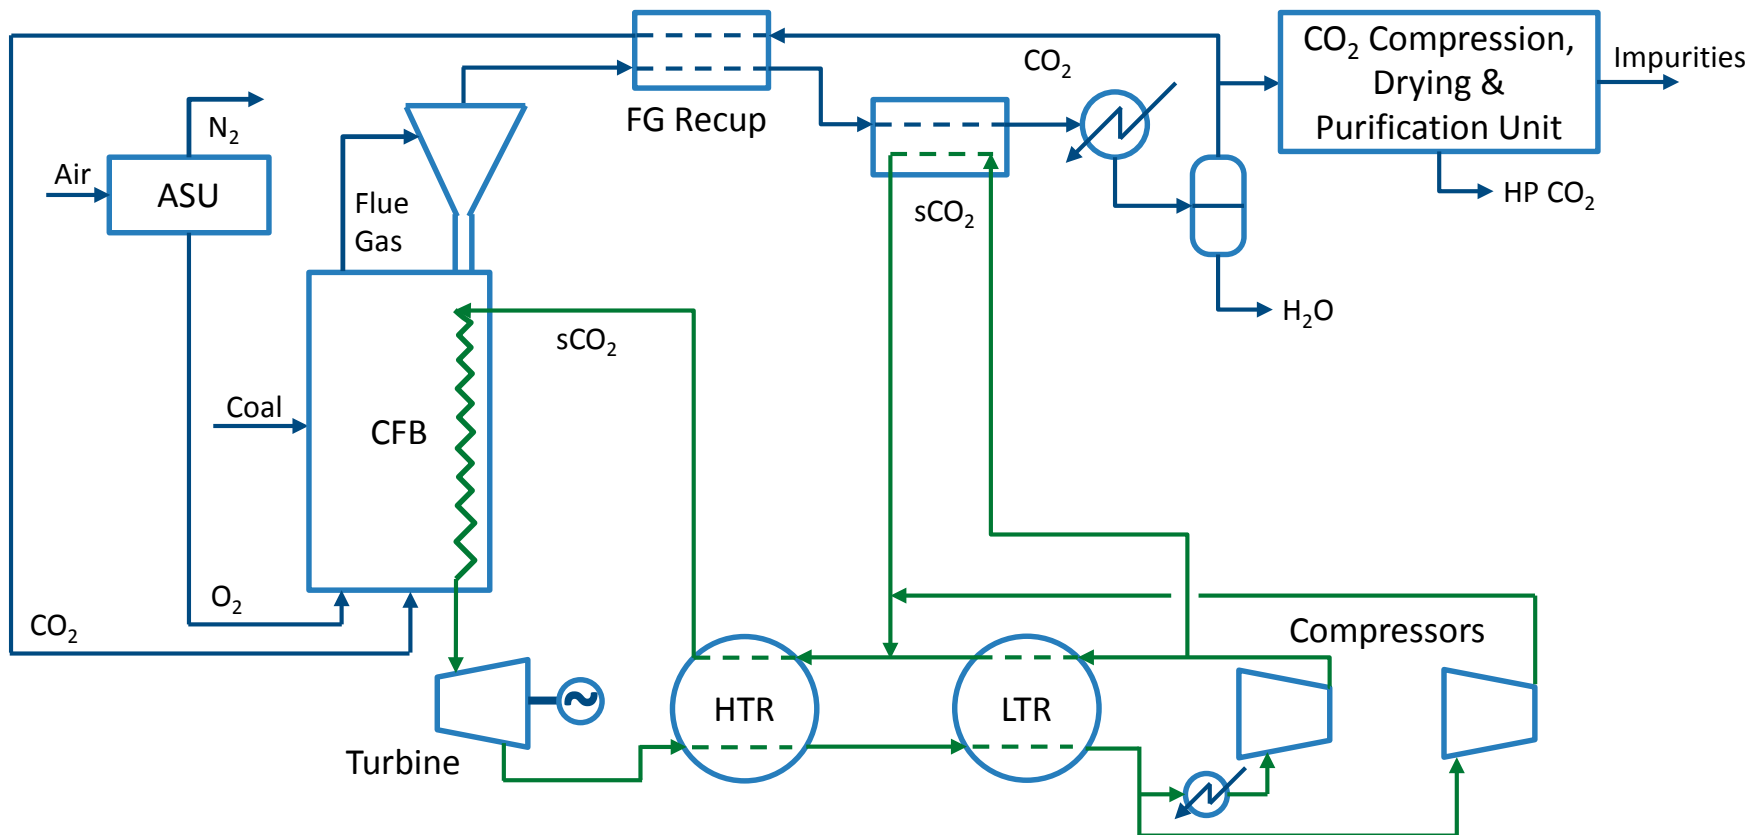 CO₂ Compression,
Drying &
Purification Unit
Impurities
CO₂
FG Recup
N₂
Air
ASU
Flue
Gas
sCO₂
HP CO₂
H₂O
sCO₂
Coal
CFB
O₂
CO₂
Compressors
HTR
LTR
Turbine